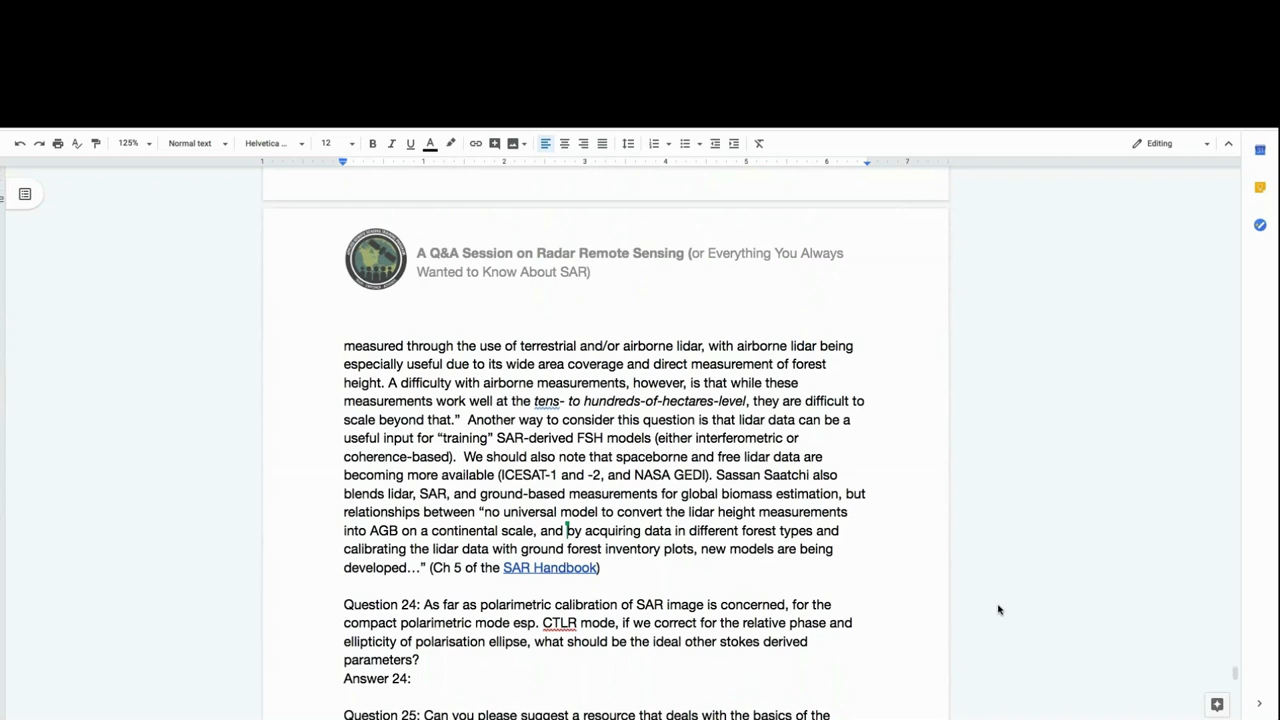 125%
Normal text
Helvetica ...
12
B
I
U
A
Editing
1
1
2
3
4
5
6
7
A Q&A Session on Radar Remote Sensing (or Everything You Always
Wanted to Know About SAR)
measured through the use of terrestrial and/or airborne lidar, with airborne lidar being
especially useful due to its wide area coverage and direct measurement of forest
height. A difficulty with airborne measurements, however, is that while these
measurements work well at the tens- to hundreds-of-hectares-level, they are difficult to
scale beyond that.”  Another way to consider this question is that lidar data can be a
useful input for “training” SAR-derived FSH models (either interferometric or
coherence-based).  We should also note that spaceborne and free lidar data are
becoming more available (ICESAT-1 and -2, and NASA GEDI). Sassan Saatchi also
blends lidar, SAR, and ground-based measurements for global biomass estimation, but
relationships between “no universal model to convert the lidar height measurements
into AGB on a continental scale, and by acquiring data in different forest types and
calibrating the lidar data with ground forest inventory plots, new models are being
developed…” (Ch 5 of the SAR Handbook)
Question 24: As far as polarimetric calibration of SAR image is concerned, for the
compact polarimetric mode esp. CTLR mode, if we correct for the relative phase and
ellipticity of polarisation ellipse, what should be the ideal other stokes derived
parameters?
Answer 24:
Question 25: Can you please suggest a resource that deals with the basics of the